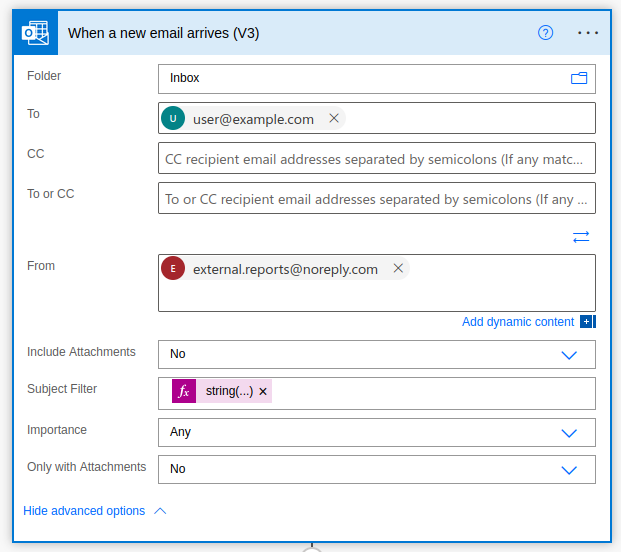 When a new email arrives (V3)
Folder
Inbox
To
U user@example.com
CC
CC recipient email addresses separated by semicolons (If any matc...
To or CC
To or CC recipient email addresses separated by semicolons (If any ...
From
E external.reports@noreply.com
Add dynamic content
Include Attachments
No
Subject Filter
fx string(...)
Importance
Any
Only with Attachments
No
Hide advanced options